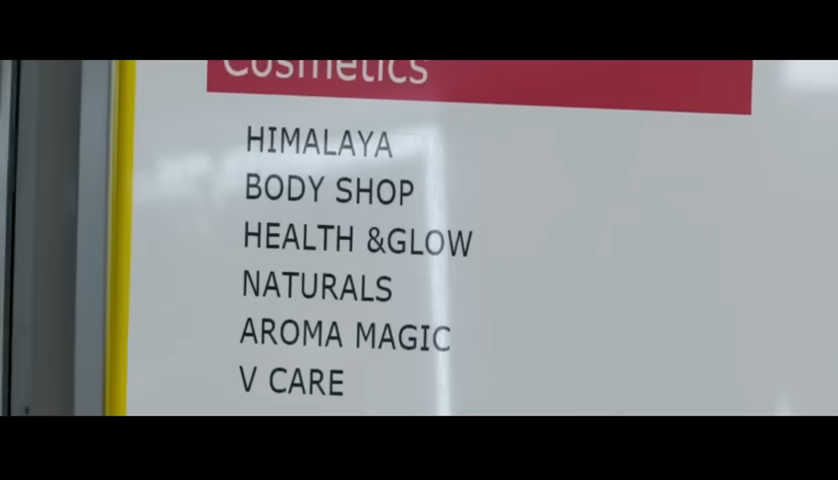 Cosmetics
HIMALAYA
BODY SHOP
HEALTH &GLOW
NATURALS
AROMA MAGIC
V CARE